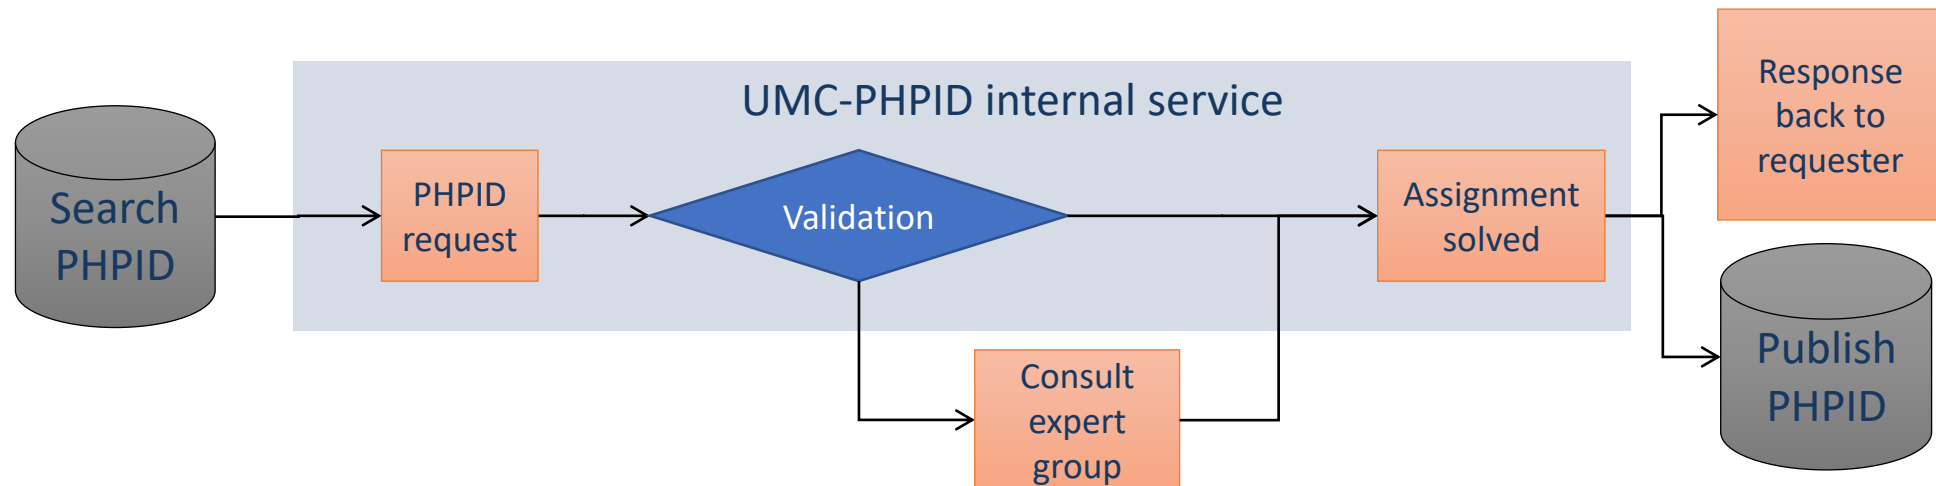 UMC-PHPID internal service
Search
PHPID
PHPID
request
Validation
Consult
expert
group
Assignment
solved
Response
back to
requester
Publish
PHPID